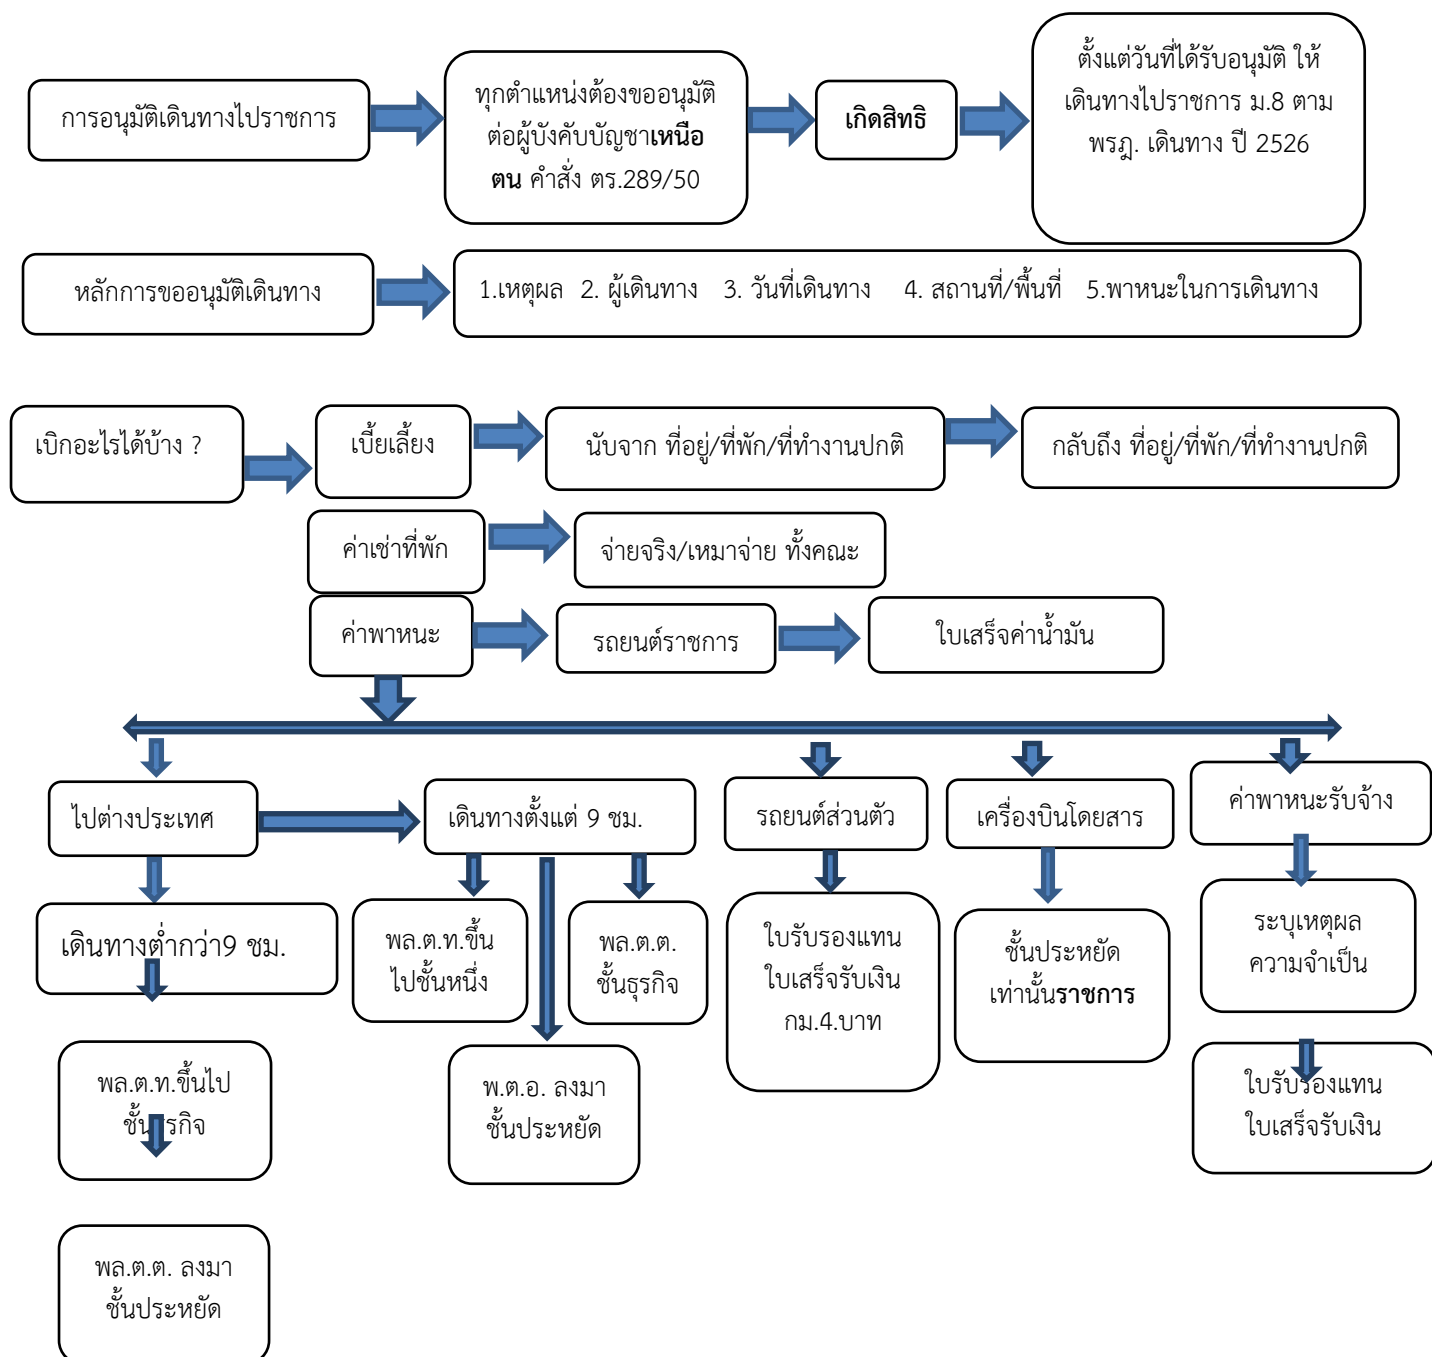 การอนุมัติเดินทางไปราชการ
ทุกตำแหน่งต้องขออนุมัติ
ต่อผู้บังคับบัญชาเหนือ
ตน คำสั่ง ตร.289/50
เกิดสิทธิ
ตั้งแต่วันที่ได้รับอนุมัติ ให้
เดินทางไปราชการ ม.8 ตาม
พรฎ. เดินทาง ปี 2526
หลักการขออนุมัติเดินทาง
1.เหตุผล 2. ผู้เดินทาง 3. วันที่เดินทาง 4. สถานที่/พื้นที่ 5.พาหนะในการเดินทาง
เบิกอะไรได้บ้าง ?
เบี้ยเลี้ยง
นับจาก ที่อยู่/ที่พัก/ที่ทำงานปกติ
กลับถึง ที่อยู่/ที่พัก/ที่ทำงานปกติ
ค่าเช่าที่พัก
จ่ายจริง/เหมาจ่าย ทั้งคณะ
ค่าพาหนะ
รถยนต์ราชการ
ใบเสร็จค่าน้ำมัน
ไปต่างประเทศ
เดินทางตั้งแต่ 9 ชม.
รถยนต์ส่วนตัว
เครื่องบินโดยสาร
ค่าพาหนะรับจ้าง
เดินทางต่ำกว่า9 ชม.
พล.ต.ท.ขึ้น
ไปชั้นหนึ่ง
พล.ต.ต.
ชั้นธุรกิจ
ใบรับรองแทน
ใบเสร็จรับเงิน
กม.4.บาท
ชั้นประหยัด
เท่านั้นราชการ
ระบุเหตุผล
ความจำเป็น
พล.ต.ท.ขึ้นไป
ชั้นธุรกิจ
พ.ต.อ. ลงมา
ชั้นประหยัด
ใบรับรองแทน
ใบเสร็จรับเงิน
พล.ต.ต. ลงมา
ชั้นประหยัด